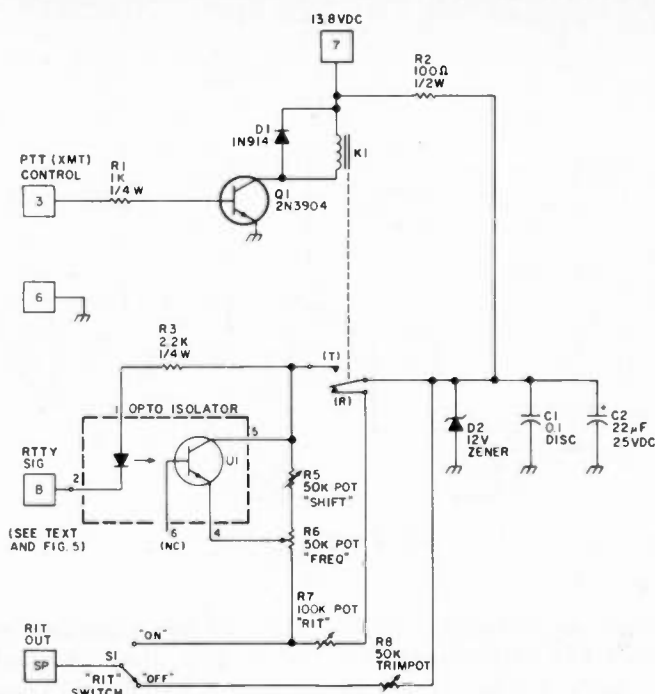 13.8VDC
7
R2
100Ω
1/2W
D1
1N914
K1
PTT (XMT)
CONTROL
R1
1K
1/4 W
3
Q1
2N3904
6
R3
2.2K
1/4 W
(T)
(R)
1 OPTO ISOLATOR
5
U1
RTTY
SIG
B
2
6
(NC)
4
(SEE TEXT
AND FIG. 5)
R5
50K POT
"SHIFT"
R6
50K POT
"FREQ"
D2
12V
ZENER
C1
0.1
DISC
+
C2
22µF
25VDC
R7
100K POT
"RIT"
R8
50K
TRIMPOT
RIT
OUT
SP
"ON"
S1
"OFF"
"RIT"
SWITCH